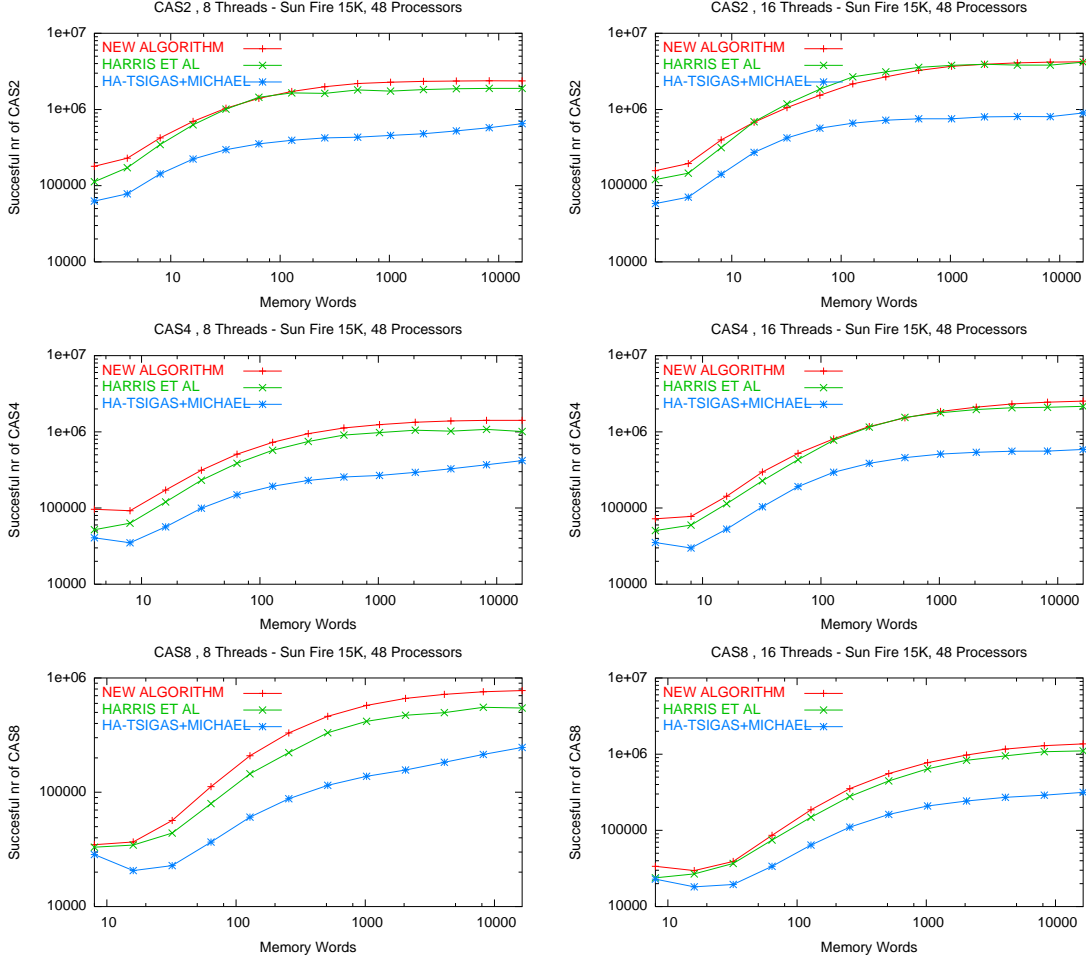 CAS2 , 8 Threads - Sun Fire 15K, 48 Processors
1e+07
1e+06
100000
10000
Succesful nr of CAS2
NEW ALGORITHM
HARRIS ET AL
HA-TSIGAS+MICHAEL
10
100
1000
10000
Memory Words
CAS2 , 16 Threads - Sun Fire 15K, 48 Processors
1e+07
1e+06
100000
10000
Succesful nr of CAS2
NEW ALGORITHM
HARRIS ET AL
HA-TSIGAS+MICHAEL
10
100
1000
10000
Memory Words
CAS4 , 8 Threads - Sun Fire 15K, 48 Processors
1e+07
1e+06
100000
10000
Succesful nr of CAS4
NEW ALGORITHM
HARRIS ET AL
HA-TSIGAS+MICHAEL
10
100
1000
10000
Memory Words
CAS4 , 16 Threads - Sun Fire 15K, 48 Processors
1e+07
1e+06
100000
10000
Succesful nr of CAS4
NEW ALGORITHM
HARRIS ET AL
HA-TSIGAS+MICHAEL
10
100
1000
10000
Memory Words
CAS8 , 8 Threads - Sun Fire 15K, 48 Processors
1e+06
100000
10000
Succesful nr of CAS8
NEW ALGORITHM
HARRIS ET AL
HA-TSIGAS+MICHAEL
10
100
1000
10000
Memory Words
CAS8 , 16 Threads - Sun Fire 15K, 48 Processors
1e+07
1e+06
100000
10000
Succesful nr of CAS8
NEW ALGORITHM
HARRIS ET AL
HA-TSIGAS+MICHAEL
10
100
1000
10000
Memory Words